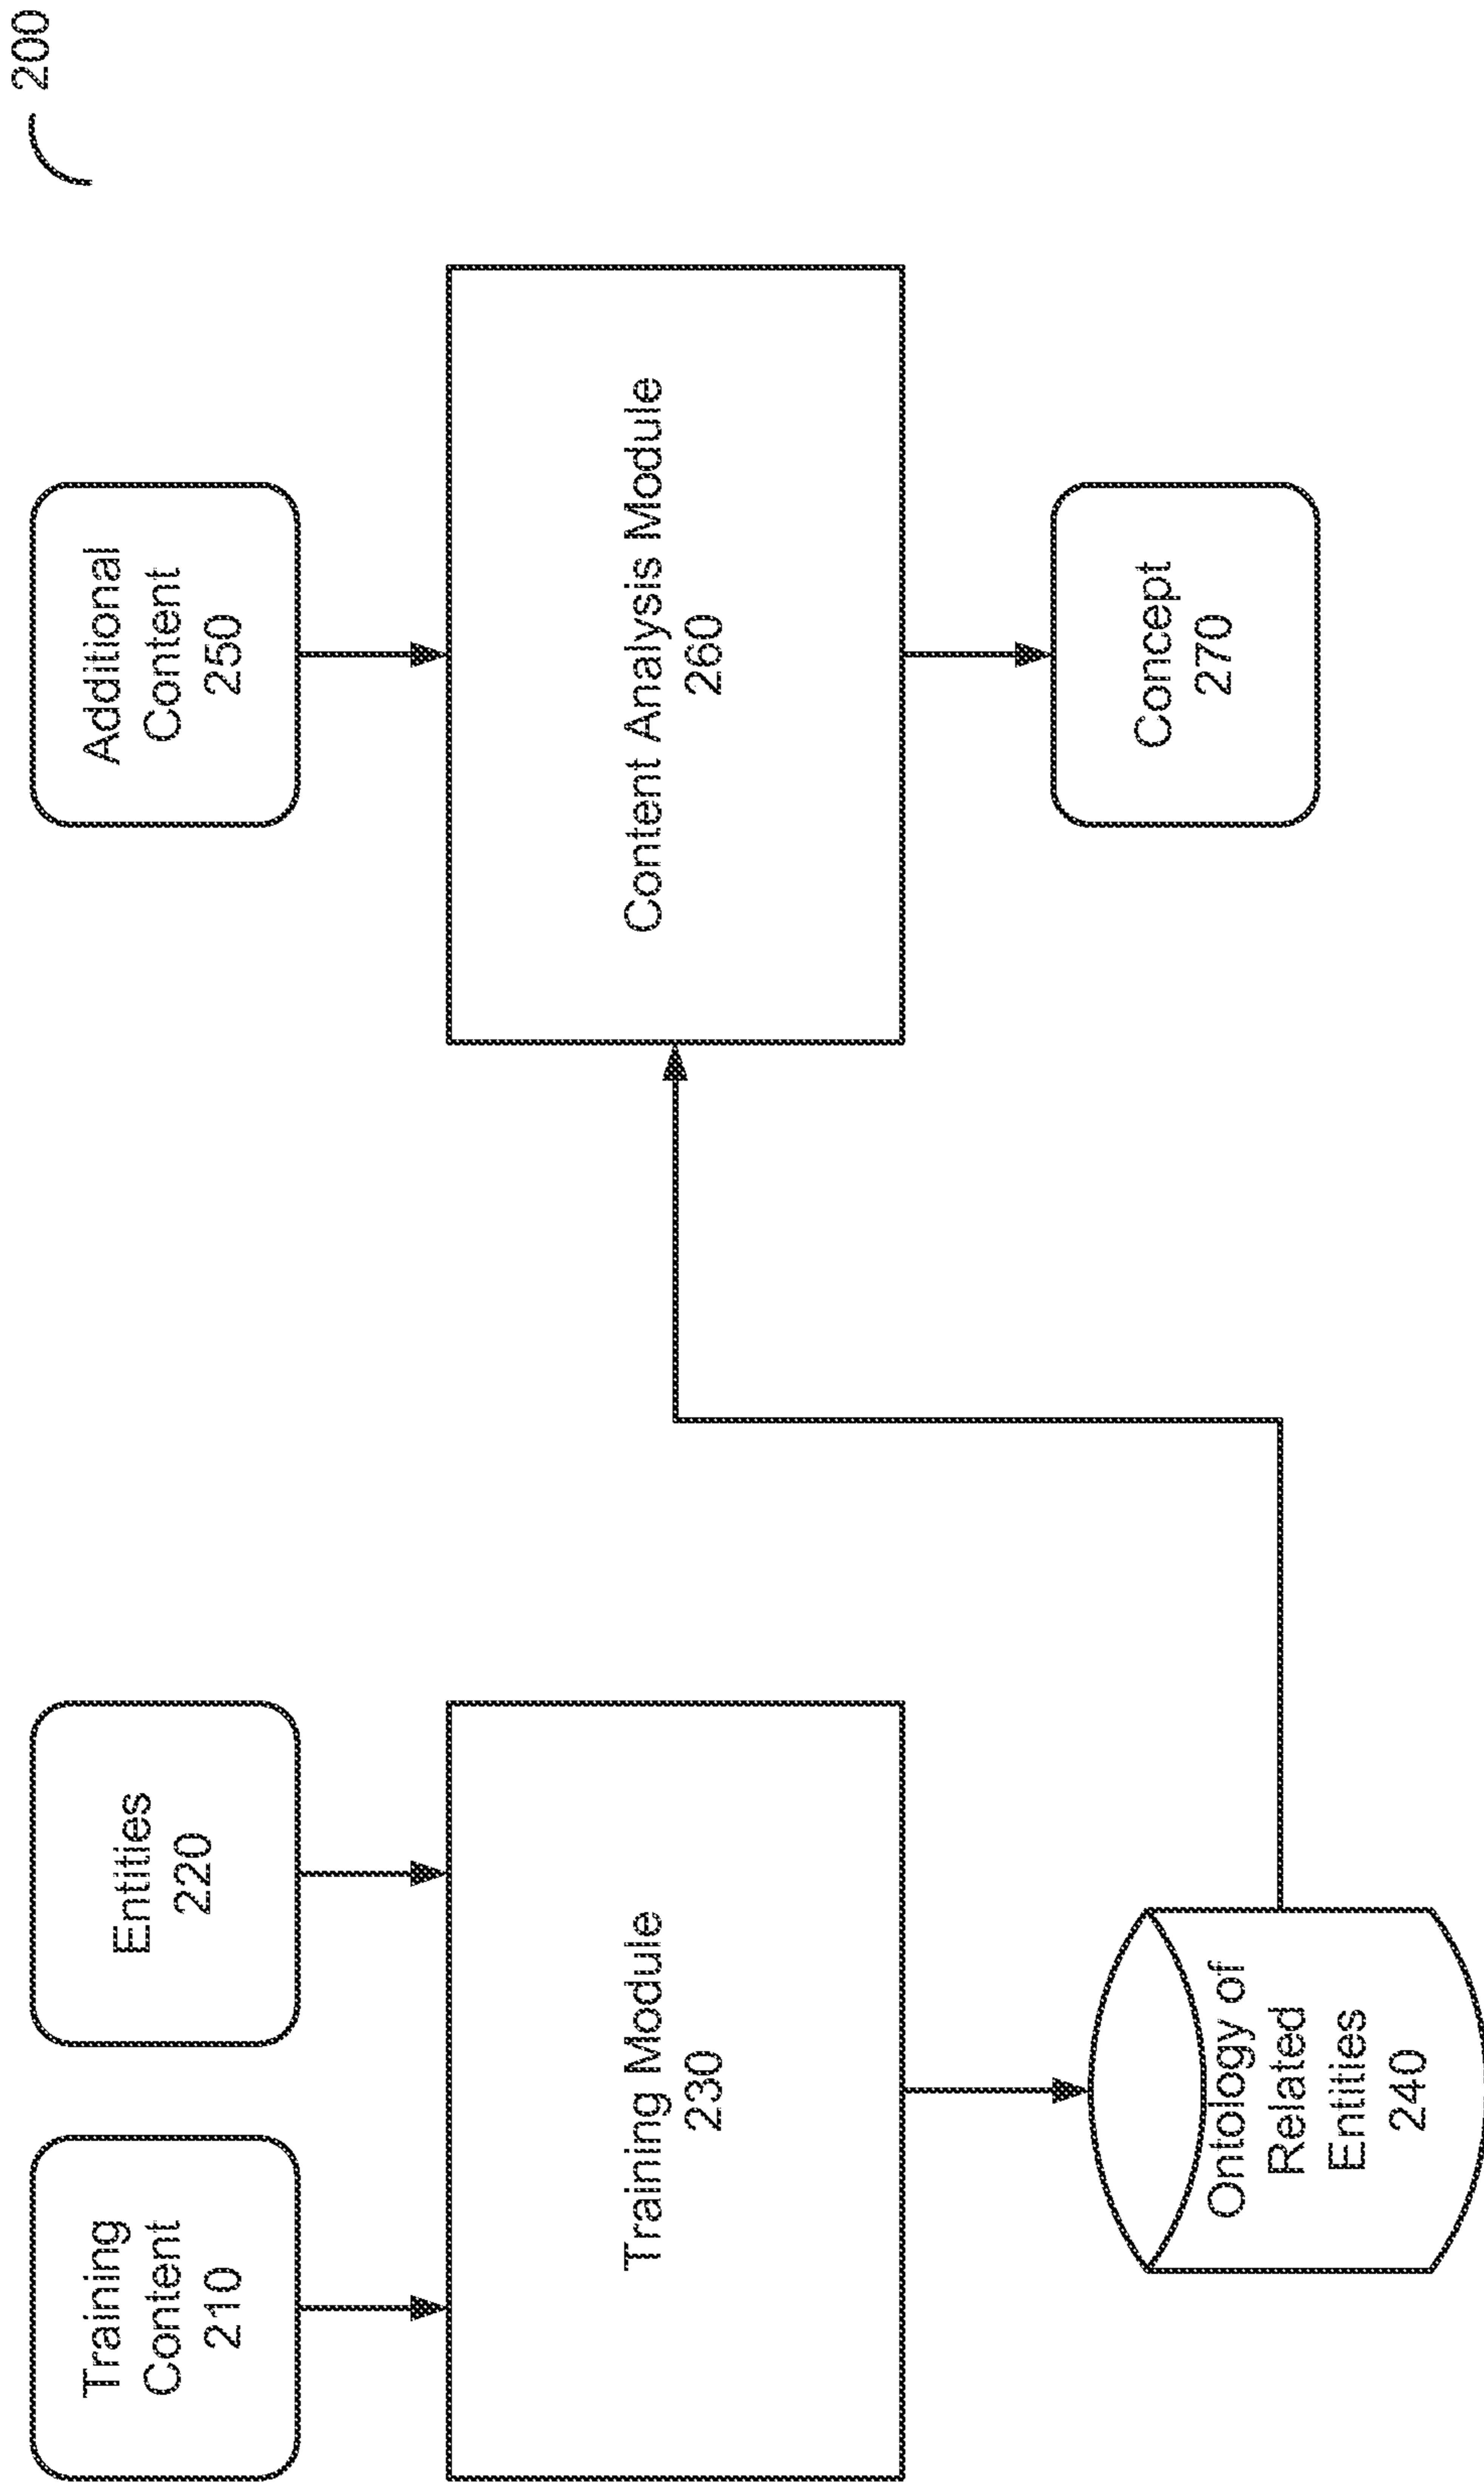 200
Training
Content
210
Entities
220
Additional
Content
250
Training Module
230
Content Analysis Module
260
Ontology of
Related
Entities
240
Concept
270